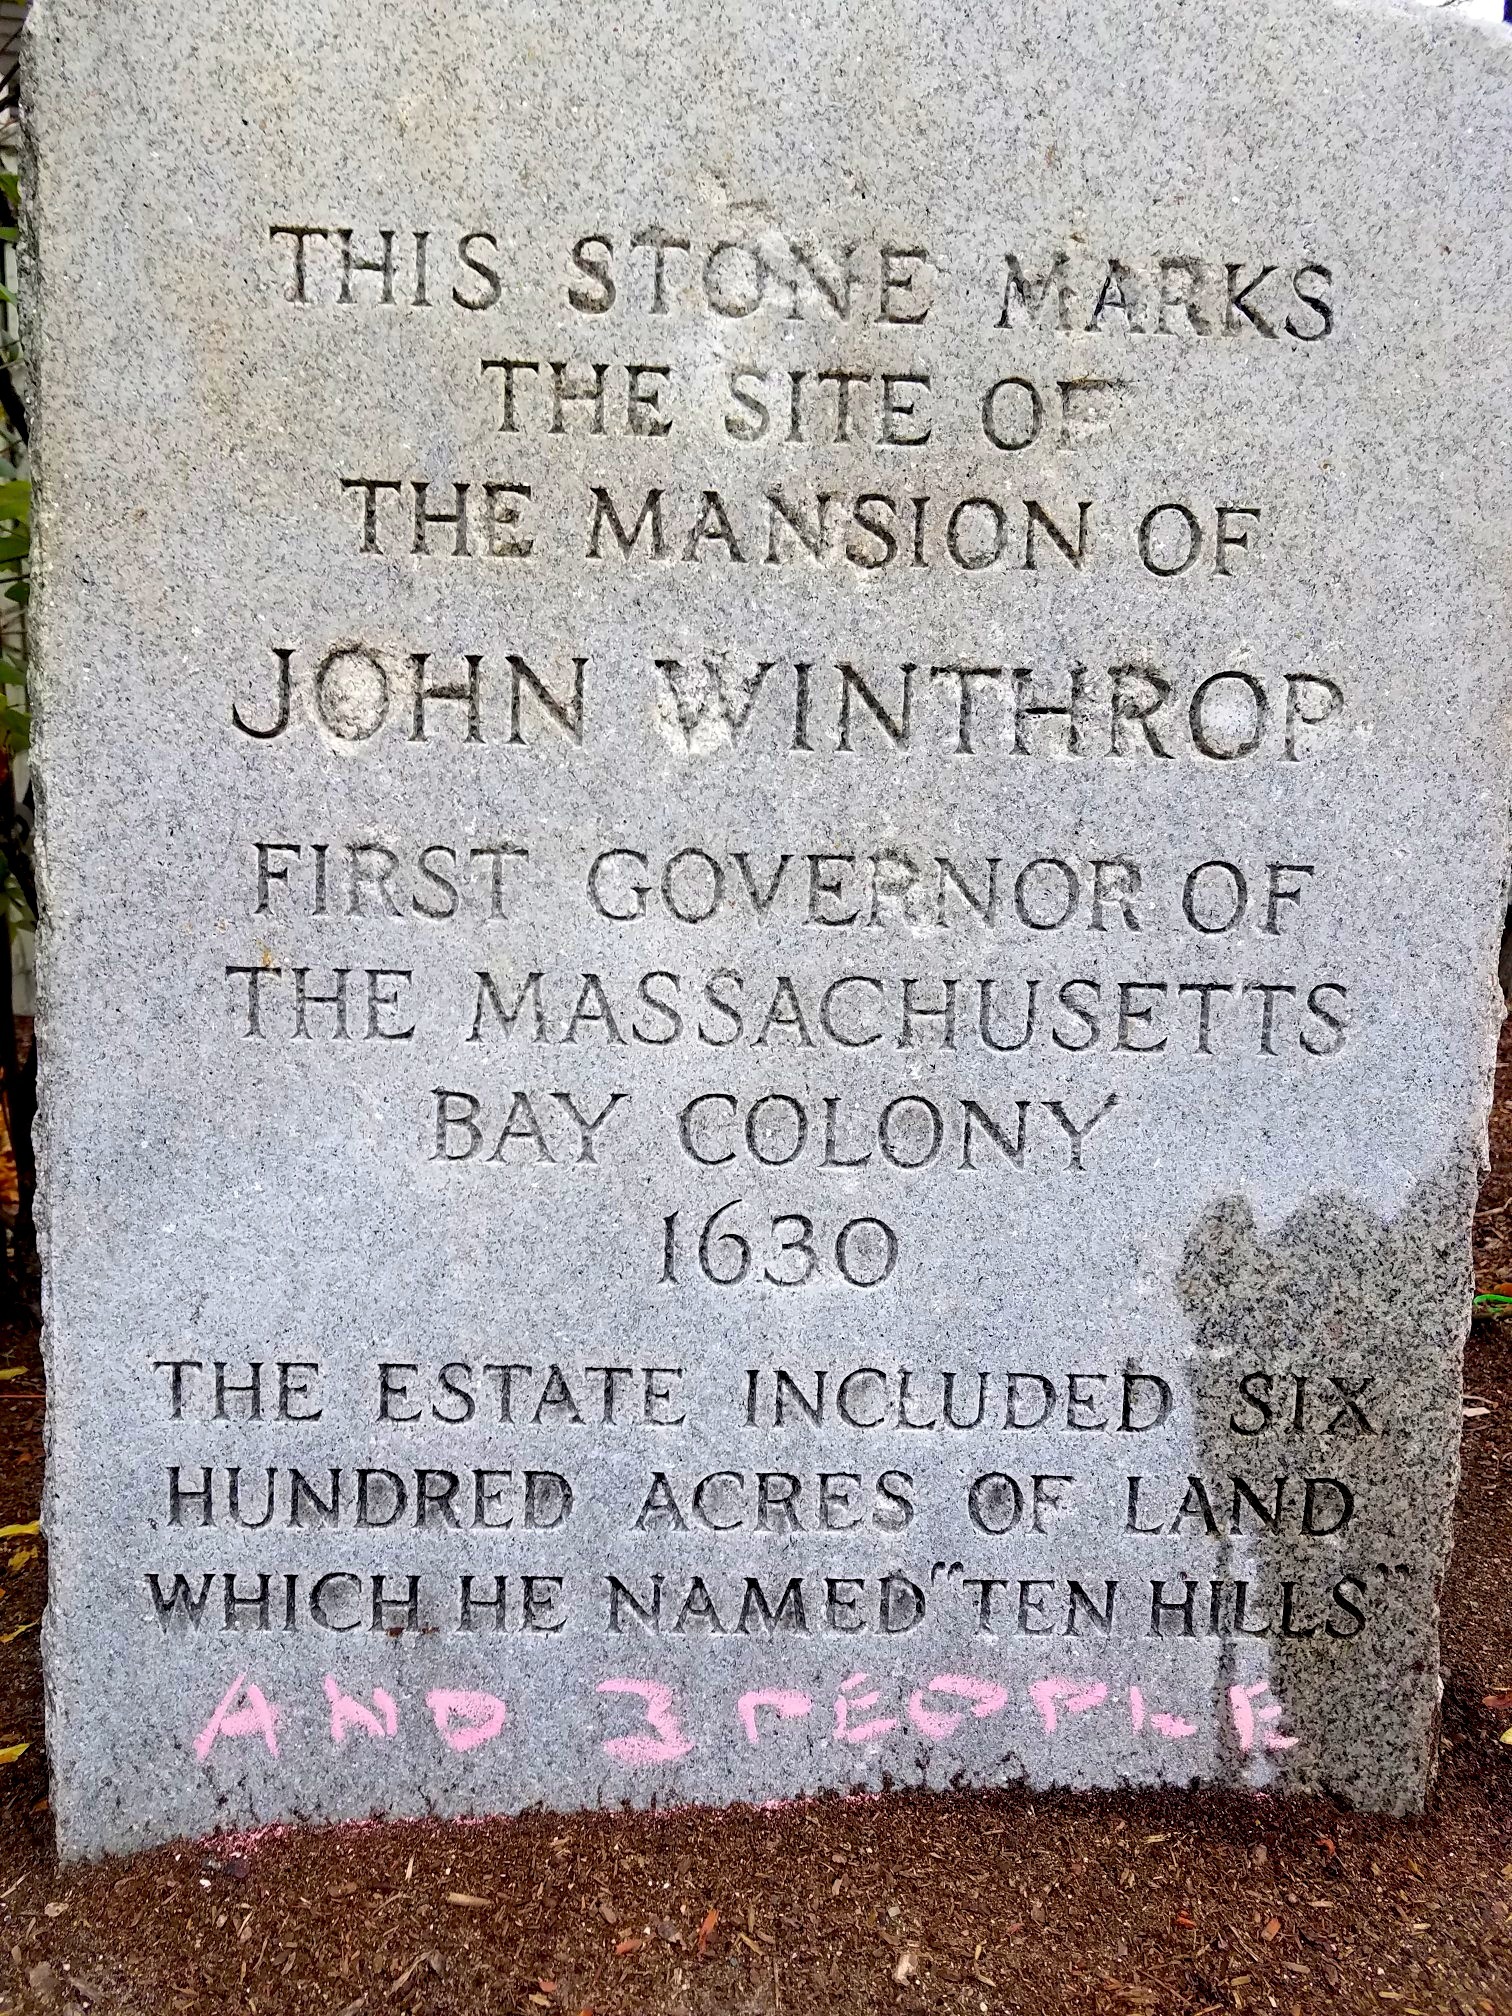 THIS STONE MARKS
THE SITE OF
THE MANSION OF
JOHN WINTHROP
FIRST GOVERNOR OF
THE MASSACHUSETTS
BAY COLONY
1630
THE ESTATE INCLUDED SIX
HUNDRED ACRES OF LAND
WHICH HE NAMED "TEN HILLS"
AND 3 PEOPLE